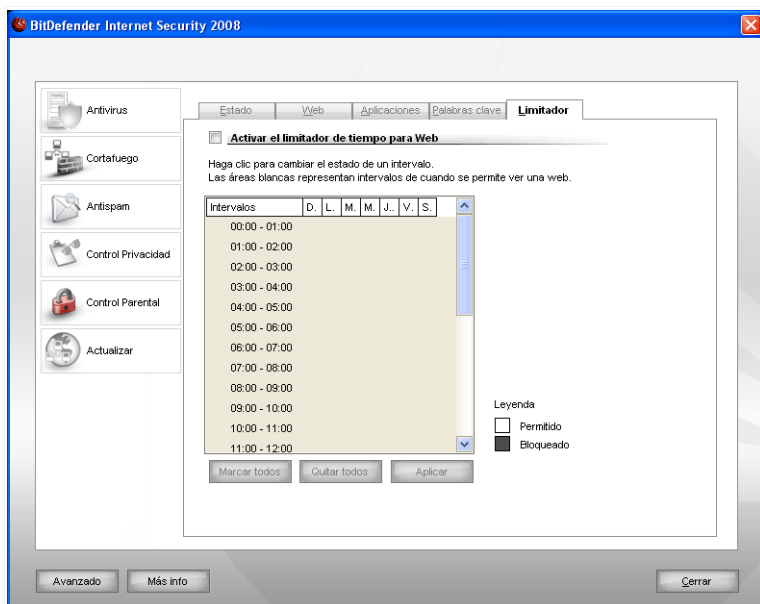 BitDefender Internet Security 2008
Antivirus
Cortafuego
Antispam
Control Privacidad
Control Parental
Actualizar
Estado Web Aplicaciones Palabras clave Limitador
Activar el limitador de tiempo para Web
Haga clic para cambiar el estado de un intervalo.
Las áreas blancas representan intervalos de cuando se permite ver una web.
Intervalos D. L. M. M. J.. V. S.
00:00 - 01:00
01:00 - 02:00
02:00 - 03:00
03:00 - 04:00
04:00 - 05:00
05:00 - 06:00
06:00 - 07:00
07:00 - 08:00
08:00 - 09:00
09:00 - 10:00
10:00 - 11:00
11:00 - 12:00
Leyenda
Permitido
Bloqueado
Marcar todos Quitar todos Aplicar
Avanzado Más info Cerrar